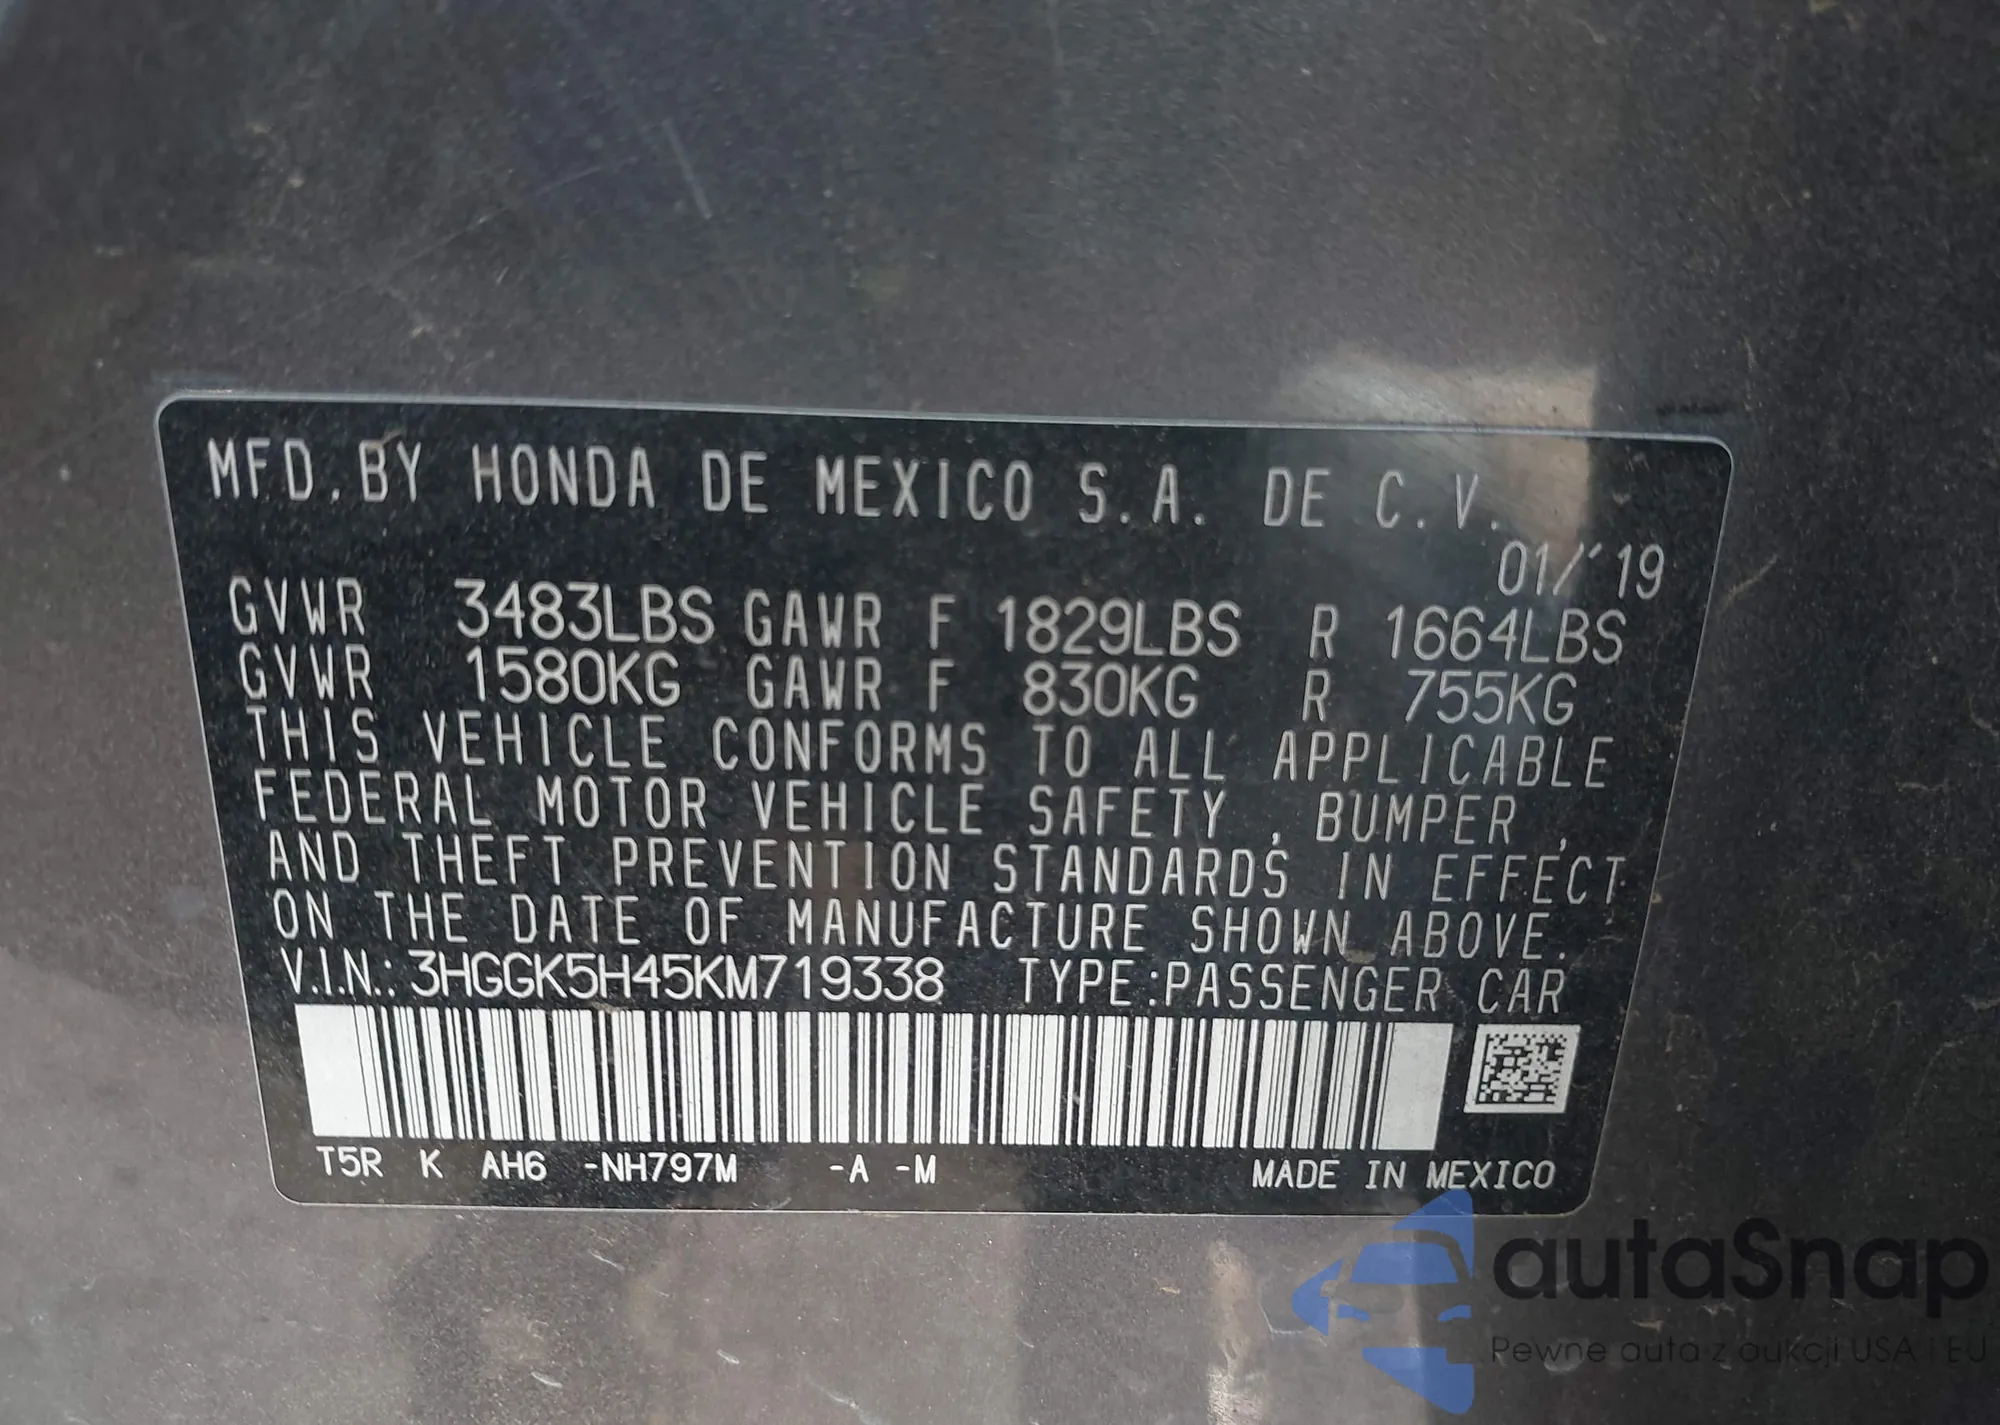 MFD. BY HONDA DE MEXICO S.A. DE C.V.
01/'19
GVWR 3483LBS GAWR F 1829LBS R 1664LBS
GVWR 1580KG GAWR F 830KG R 755KG
THIS VEHICLE CONFORMS TO ALL APPLICABLE
FEDERAL MOTOR VEHICLE SAFETY, BUMPER,
AND THEFT PREVENTION STANDARDS IN EFFECT
ON THE DATE OF MANUFACTURE SHOWN ABOVE.
V.I.N.: 3HGGK5H45KM719338 TYPE:PASSENGER CAR
T5R K AH6 -NH797M -A -M MADE IN MEXICO
autaSnap
Pewne auta z aukcji USA i EU